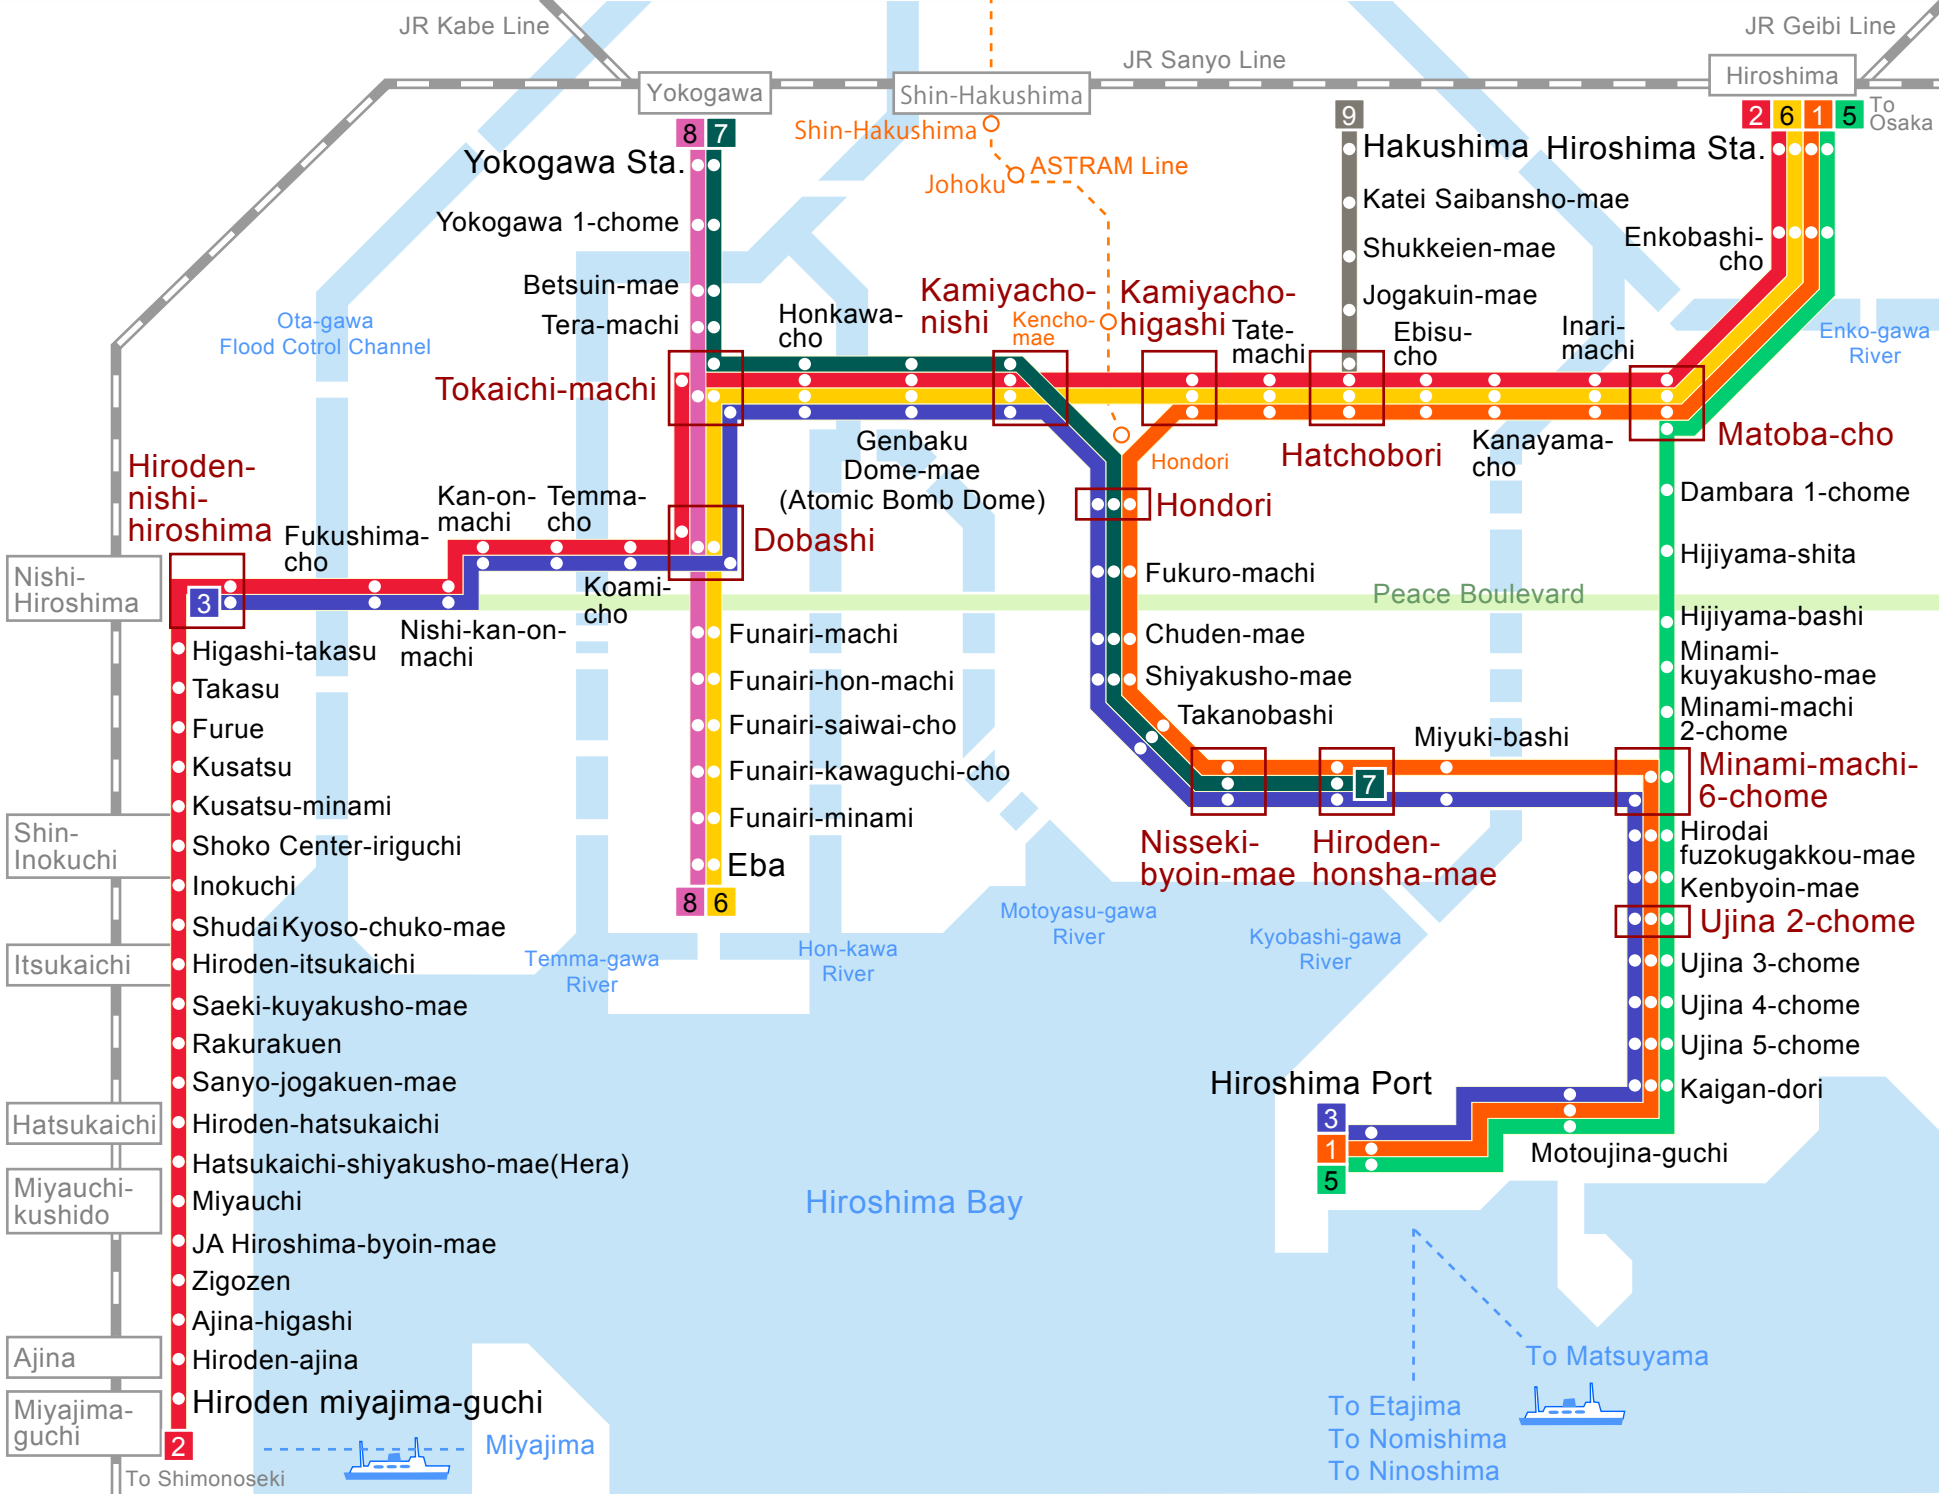 JR Kabe Line
JR Sanyo Line
JR Geibi Line
Yokogawa
Shin-Hakushima
Hiroshima
To
Osaka
8 7
9
2 6 1 5
Shin-Hakushima
Johoku
ASTRAM Line
Yokogawa Sta.
Yokogawa 1-chome
Betsuin-mae
Tera-machi
Hakushima
Katei Saibansho-mae
Shukkeien-mae
Jogakuin-mae
Hiroshima Sta.
Enkobashi-
cho
Ota-gawa
Flood Cotrol Channel
Enko-gawa
River
Tokaichi-machi
Honkawa-
cho
Genbaku
Dome-mae
(Atomic Bomb Dome)
Kamiyacho-
nishi
Kencho-
mae
Kamiyacho-
higashi
Tate-
machi
Hatchobori
Ebisu-
cho
Kanayama-
cho
Inari-
machi
Matoba-cho
Hondori
Hondori
Hiroden-
nishi-
hiroshima
Fukushima-
cho
Kan-on-
machi
Temma-
cho
Dobashi
Koami-
cho
Nishi-kan-on-
machi
3
Nishi-
Hiroshima
Peace Boulevard
Dambara 1-chome
Hijiyama-shita
Hijiyama-bashi
Minami-
kuyakusho-mae
Minami-machi
2-chome
Minami-machi-
6-chome
Hirodai
fuzokugakkou-mae
Kenbyoin-mae
Ujina 2-chome
Ujina 3-chome
Ujina 4-chome
Ujina 5-chome
Kaigan-dori
Motoujina-guchi
Hiroshima Port
3
1
5
Fukuro-machi
Chuden-mae
Shiyakusho-mae
Takanobashi
Nisseki-
byoin-mae
Hiroden-
honsha-mae
7
Miyuki-bashi
Funairi-machi
Funairi-hon-machi
Funairi-saiwai-cho
Funairi-kawaguchi-cho
Funairi-minami
Eba
8 6
Temma-gawa
River
Hon-kawa
River
Motoyasu-gawa
River
Kyobashi-gawa
River
Higashi-takasu
Takasu
Furue
Kusatsu
Kusatsu-minami
Shoko Center-iriguchi
Inokuchi
Shudai Kyoso-chuko-mae
Hiroden-itsukaichi
Saeki-kuyakusho-mae
Rakurakuen
Sanyo-jogakuen-mae
Hiroden-hatsukaichi
Hatsukaichi-shiyakusho-mae(Hera)
Miyauchi
JA Hiroshima-byoin-mae
Zigozen
Ajina-higashi
Hiroden-ajina
Hiroden miyajima-guchi
2
Shin-
Inokuchi
Itsukaichi
Hatsukaichi
Miyauchi-
kushido
Ajina
Miyajima-
guchi
To Shimonoseki
Miyajima
Hiroshima Bay
To Matsuyama
To Etajima
To Nomishima
To Ninoshima